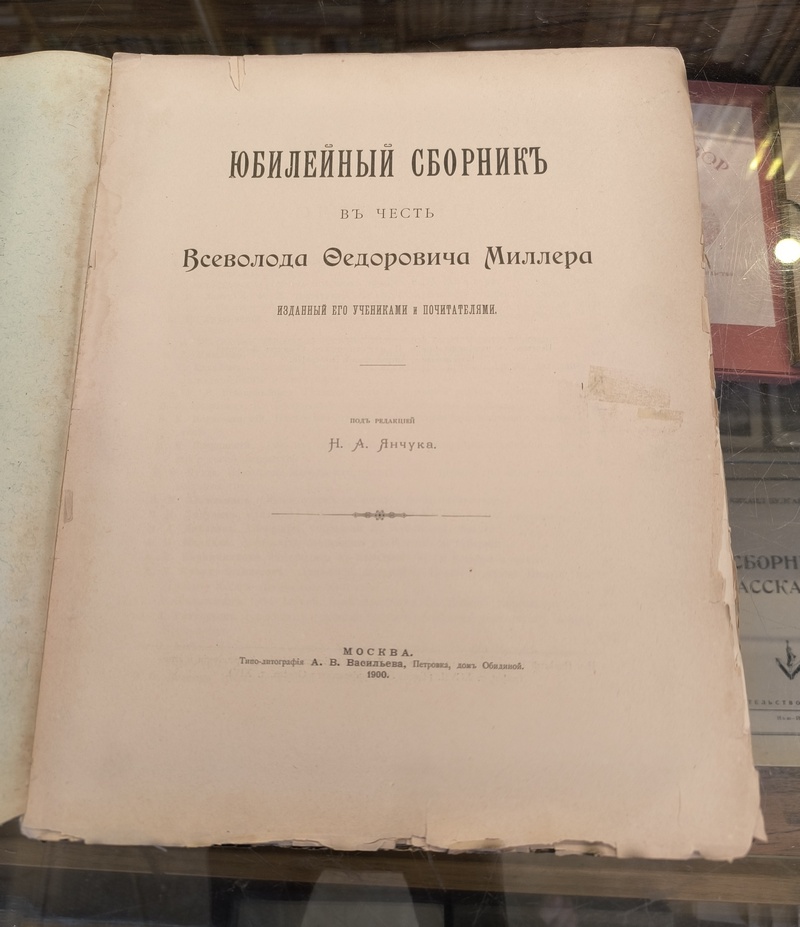 ЮБИЛЕЙНЫЙ СБОРНИКЪ
ВЪ ЧЕСТЬ
Всеволода Ѳедоровича Миллера
ИЗДАННЫЙ ЕГО УЧЕНИКАМИ и ПОЧИТАТЕЛЯМИ.
ПОДЪ РЕДАКЦІЕЙ
Н. А. Янчука.
МОСКВА.
Типо-литографія А. В. Васильева, Петровка, домъ Обидиной.
1900.